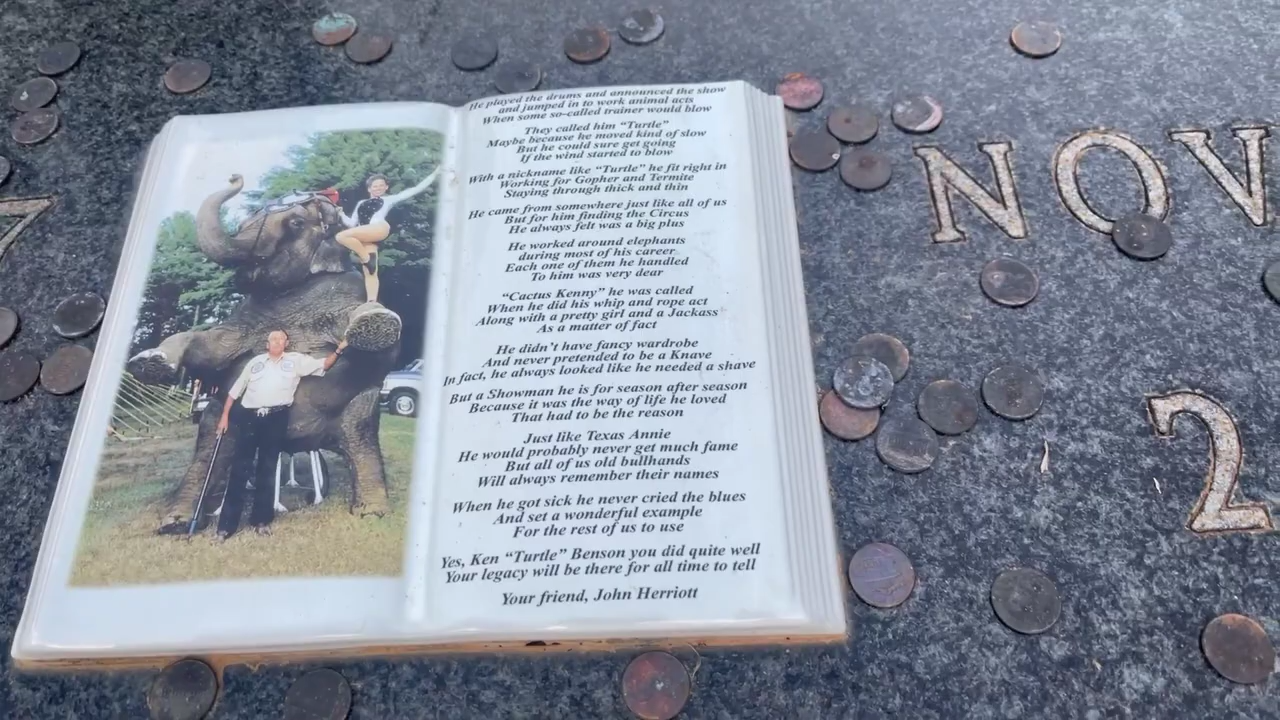 He played the drums and announced the show
and jumped in to work animal acts
When some so-called trainer would blow
They called him “Turtle”
Maybe because he moved kind of slow
But he could sure get going
If the wind started to blow
With a nickname like “Turtle” he fit right in
Working for Gopher and Termite
Staying through thick and thin
He came from somewhere just like all of us
But for him finding the Circus
He always felt was a big plus
He worked around elephants
during most of his career
Each one of them he handled
To him was very dear
“Cactus Kenny” he was called
When he did his whip and rope act
Along with a pretty girl and a Jackass
As a matter of fact
He didn't have fancy wardrobe
And never pretended to be a Knave
In fact, he always looked like he needed a shave
But a Showman he is for season after season
Because it was the way of life he loved
That had to be the reason
Just like Texas Annie
He would probably never get much fame
But all of us old bullhands
Will always remember their names
When he got sick he never cried the blues
And set a wonderful example
For the rest of us to use
Yes, Ken “Turtle” Benson you did quite well
Your legacy will be there for all time to tell
Your friend, John Herriott
7
NOV
2